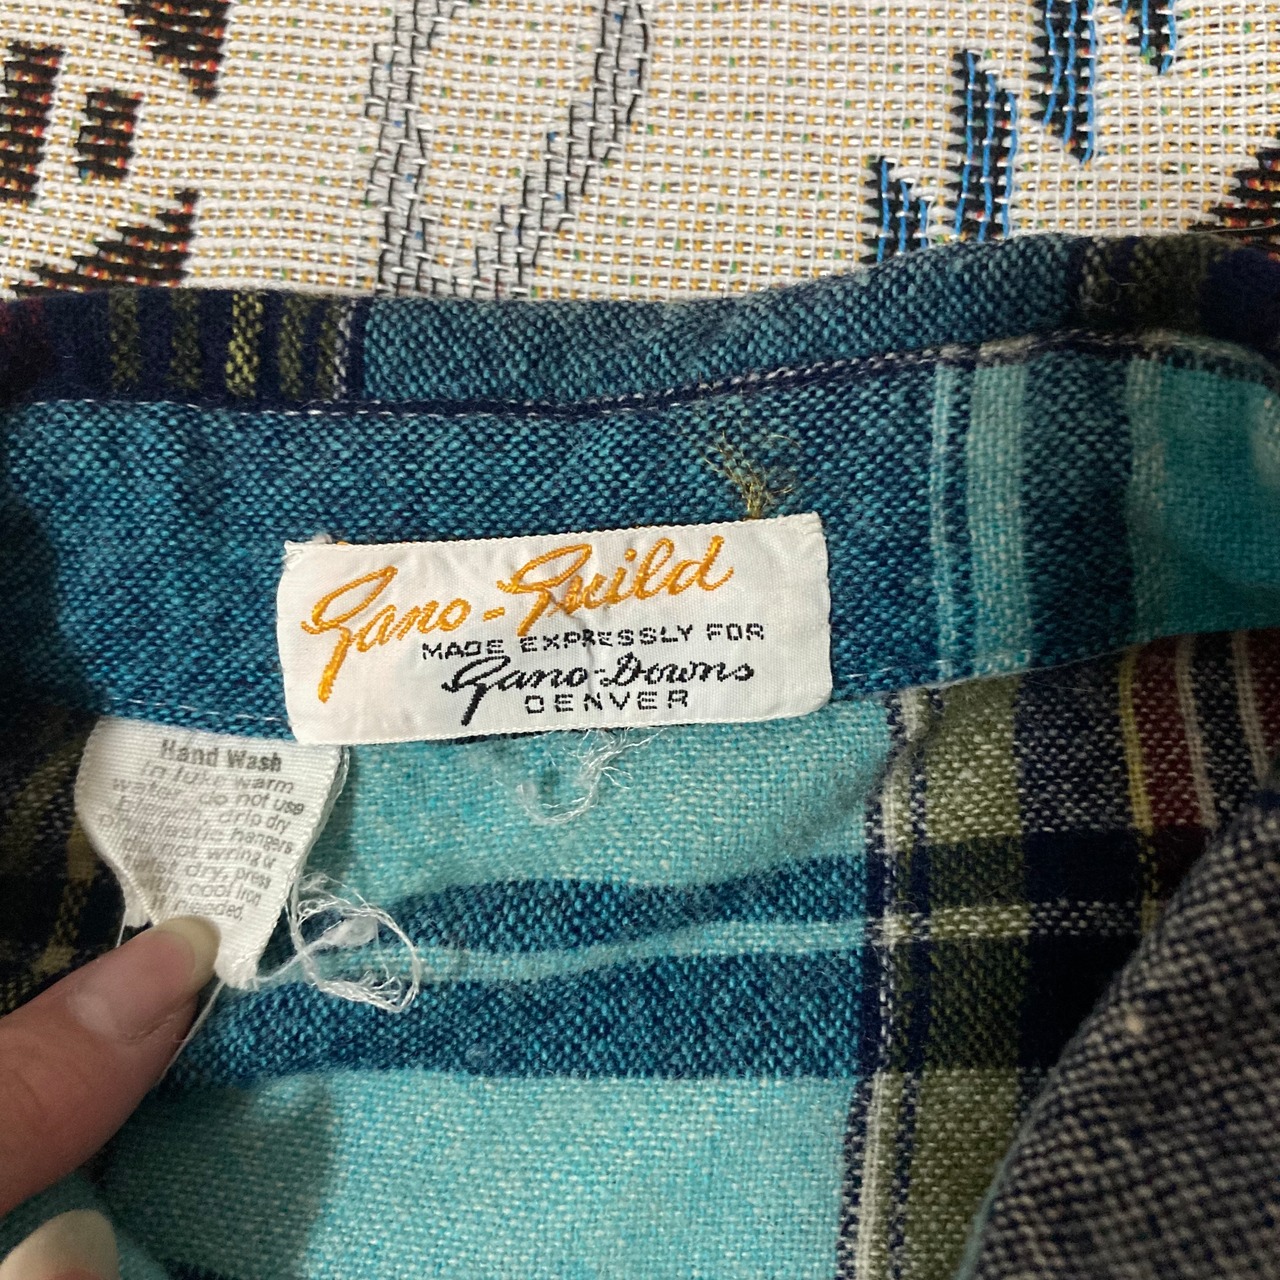 Gano-Guild
MADE EXPRESSLY FOR
Gano-Downs
DENVER
Hand Wash
In luke warm
water, do not use
Bleach, drip dry
on plastic hangers
do not wring or
dry, press
with cool iron
if needed,